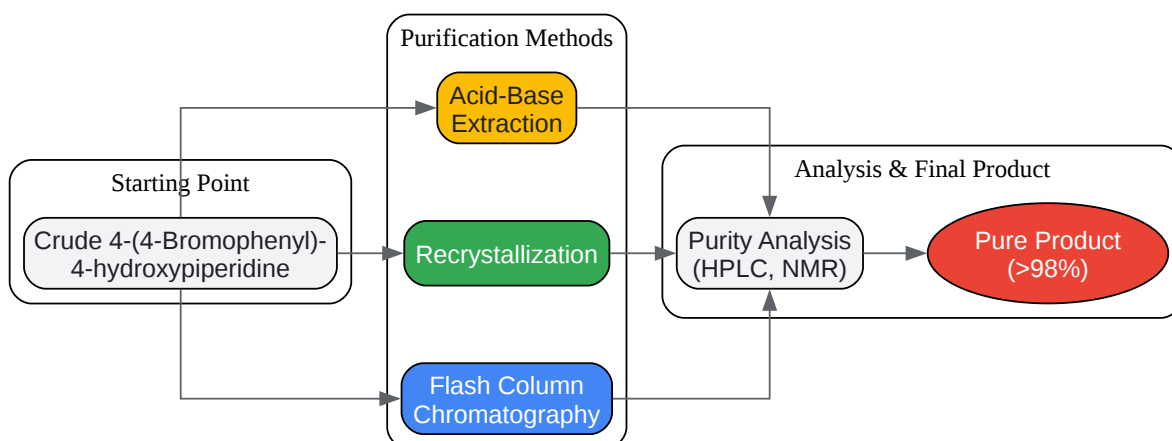 Purification Methods
Acid-Base
Extraction
Starting Point
Crude 4-(4-Bromophenyl)-
4-hydroxypiperidine
Recrystallization
Flash Column
Chromatography
Analysis & Final Product
Purity Analysis
(HPLC, NMR)
Pure Product
(>98%)